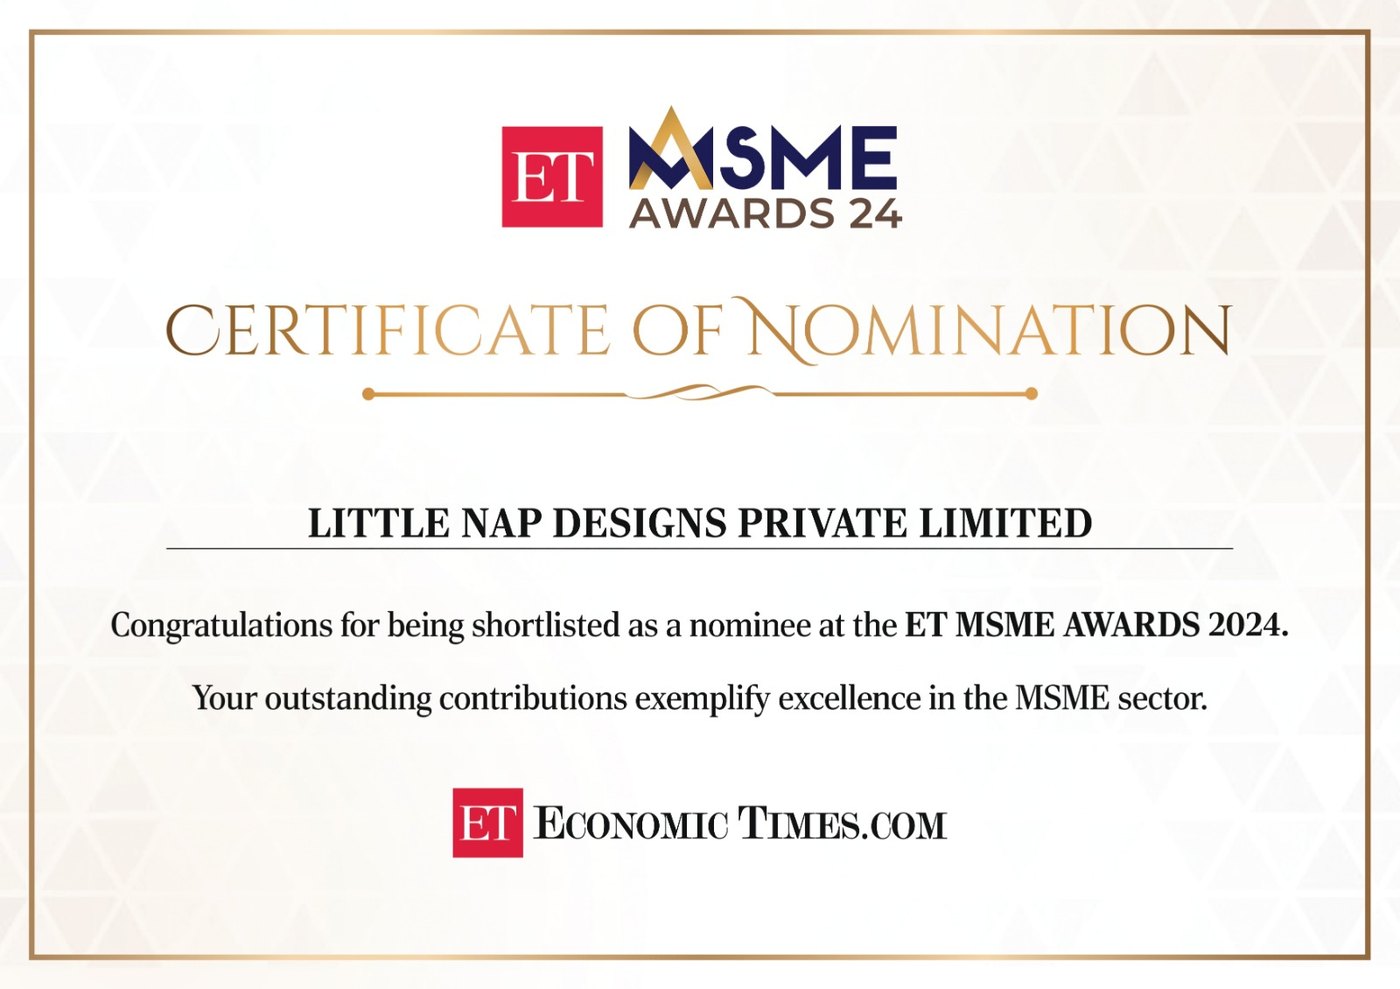 ET MSME
AWARDS 24
CERTIFICATE OF NOMINATION
LITTLE NAP DESIGNS PRIVATE LIMITED
Congratulations for being shortlisted as a nominee at the ET MSME AWARDS 2024.
Your outstanding contributions exemplify excellence in the MSME sector.
ET ECONOMIC TIMES.COM